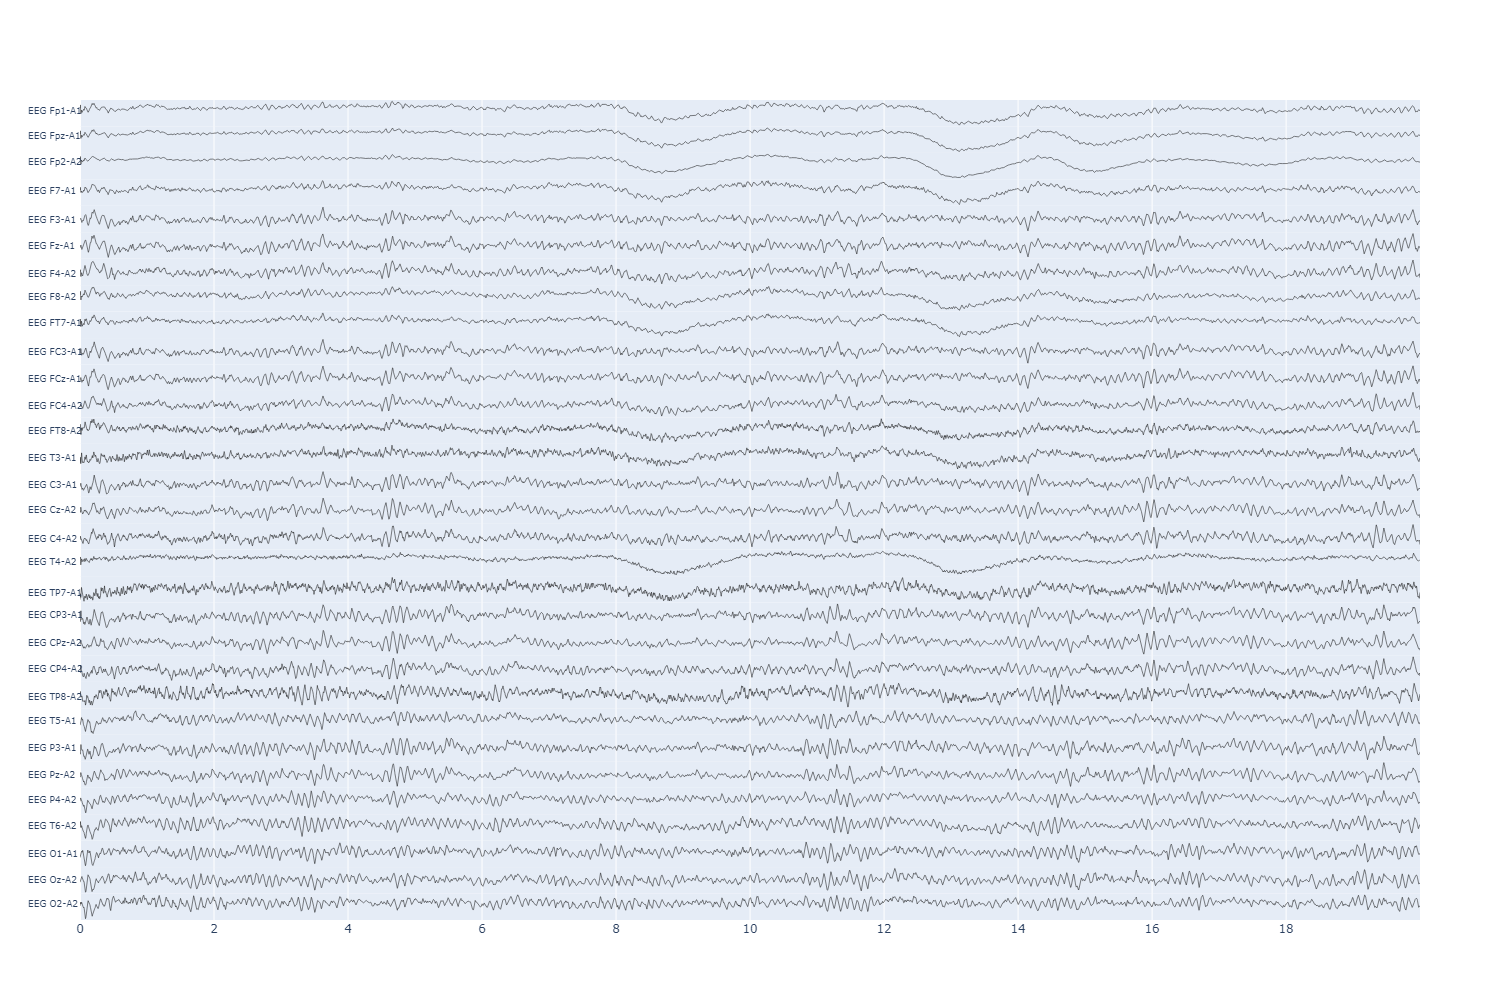 EEG Fp1-A1
EEG Fpz-A1
EEG Fp2-A2
EEG F7-A1
EEG F3-A1
EEG Fz-A1
EEG F4-A2
EEG F8-A2
EEG FT7-A1
EEG FC3-A1
EEG FCz-A1
EEG FC4-A2
EEG FT8-A2
EEG T3-A1
EEG C3-A1
EEG Cz-A2
EEG C4-A2
EEG T4-A2
EEG TP7-A1
EEG CP3-A1
EEG CPz-A2
EEG CP4-A2
EEG TP8-A2
EEG T5-A1
EEG P3-A1
EEG Pz-A2
EEG P4-A2
EEG T6-A2
EEG O1-A1
EEG Oz-A2
EEG O2-A2
0 2 4 6 8 10 12 14 16 18